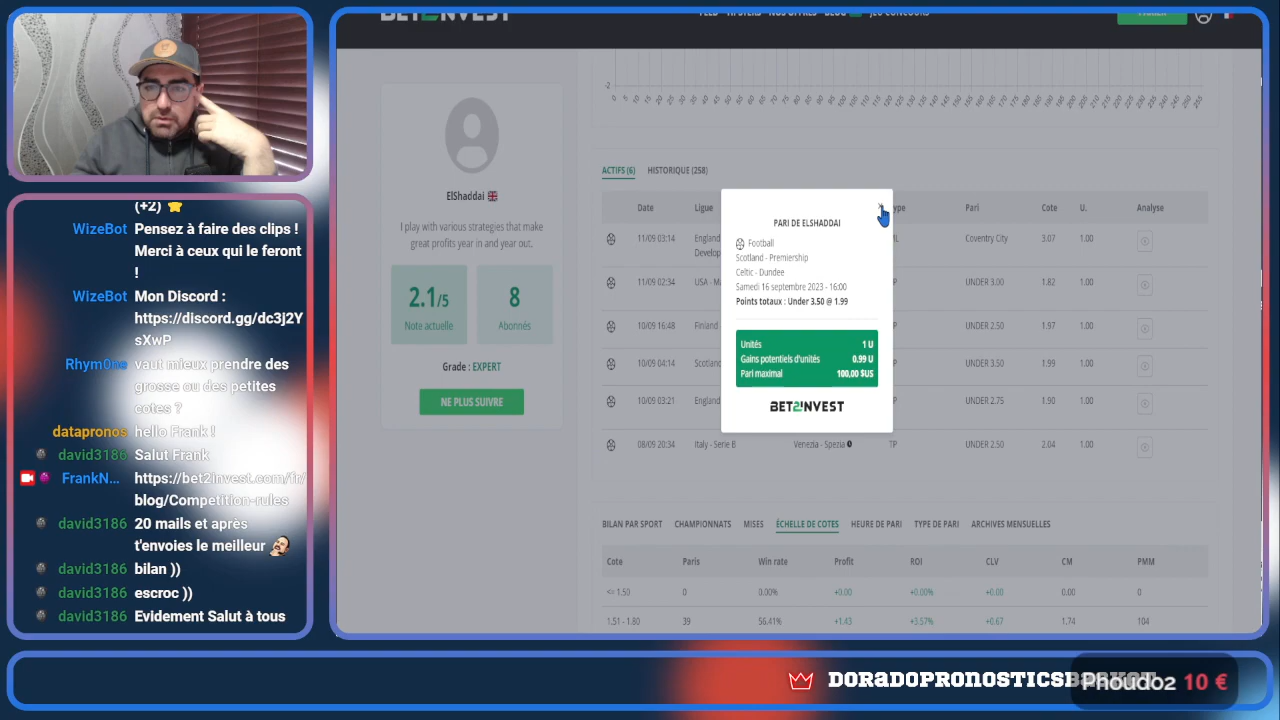 (+2)
WizeBot Pensez à faire des clips !
Merci à ceux qui le feront
!
WizeBot Mon Discord :
https://discord.gg/dc3j2Y
sXwP
Rhym0ne vaut mieux prendre des
grosse ou des petites
cotes ?
datapronos hello Frank !
david3186 Salut Frank
FrankN... https://bet2invest.com/fr/
blog/Competition-rules
david3186 20 mails et après
t'envoies le meilleur
david3186 bilan ))
david3186 escroc ))
david3186 Evidement Salut à tous
BET2INVEST
ElShaddai
I play with various strategies that make
great profits year in and year out.
2.1/5
Note actuelle
8
Abonnés
Grade : EXPERT
NE PLUS SUIVRE
-2
0 5 10 15 20 25 30
ACTIFS (6) HISTORIQUE (258)
Date Ligue Pari Cote U. Analyse
11/09 03:14 England Coventry City 3.07 1.00
11/09 02:34 USA UNDER 3.00 1.82 1.00
10/09 16:48 Finland UNDER 2.50 1.97 1.00
10/09 04:14 UNDER 3.50 1.99 1.00
10/09 03:21 UNDER 2.75 1.90 1.00
08/09 20:34 Italy - Serie B Venezia - Spezia TP UNDER 2.50 2.04 1.00
PARI DE ELSHADDAI
Football
Scotland - Premiership
Celtic - Dundee
Samedi 16 septembre 2023 - 16:00
Points totaux : Under 3.50 @ 1.99
Unités 1 U
Gains potentiels d'unités 0.99 U
Pari maximal 100,00 $US
BET2INVEST
BILAN PAR SPORT CHAMPIONNATS MISES ÉCHELLE DE COTES HEURE DE PARI TYPE DE PARI ARCHIVES MENSUELLES
Cote Paris Win rate Profit ROI CLV CM PMM
<= 1.50 0 0.00% +0.00 +0.00% +0.00 0.00 0
1.51 - 1.80 39 56.41% +1.43 +3.57% +0.67 1.74 104
DORADOPRONOSTICS
Phoudo2 10 €